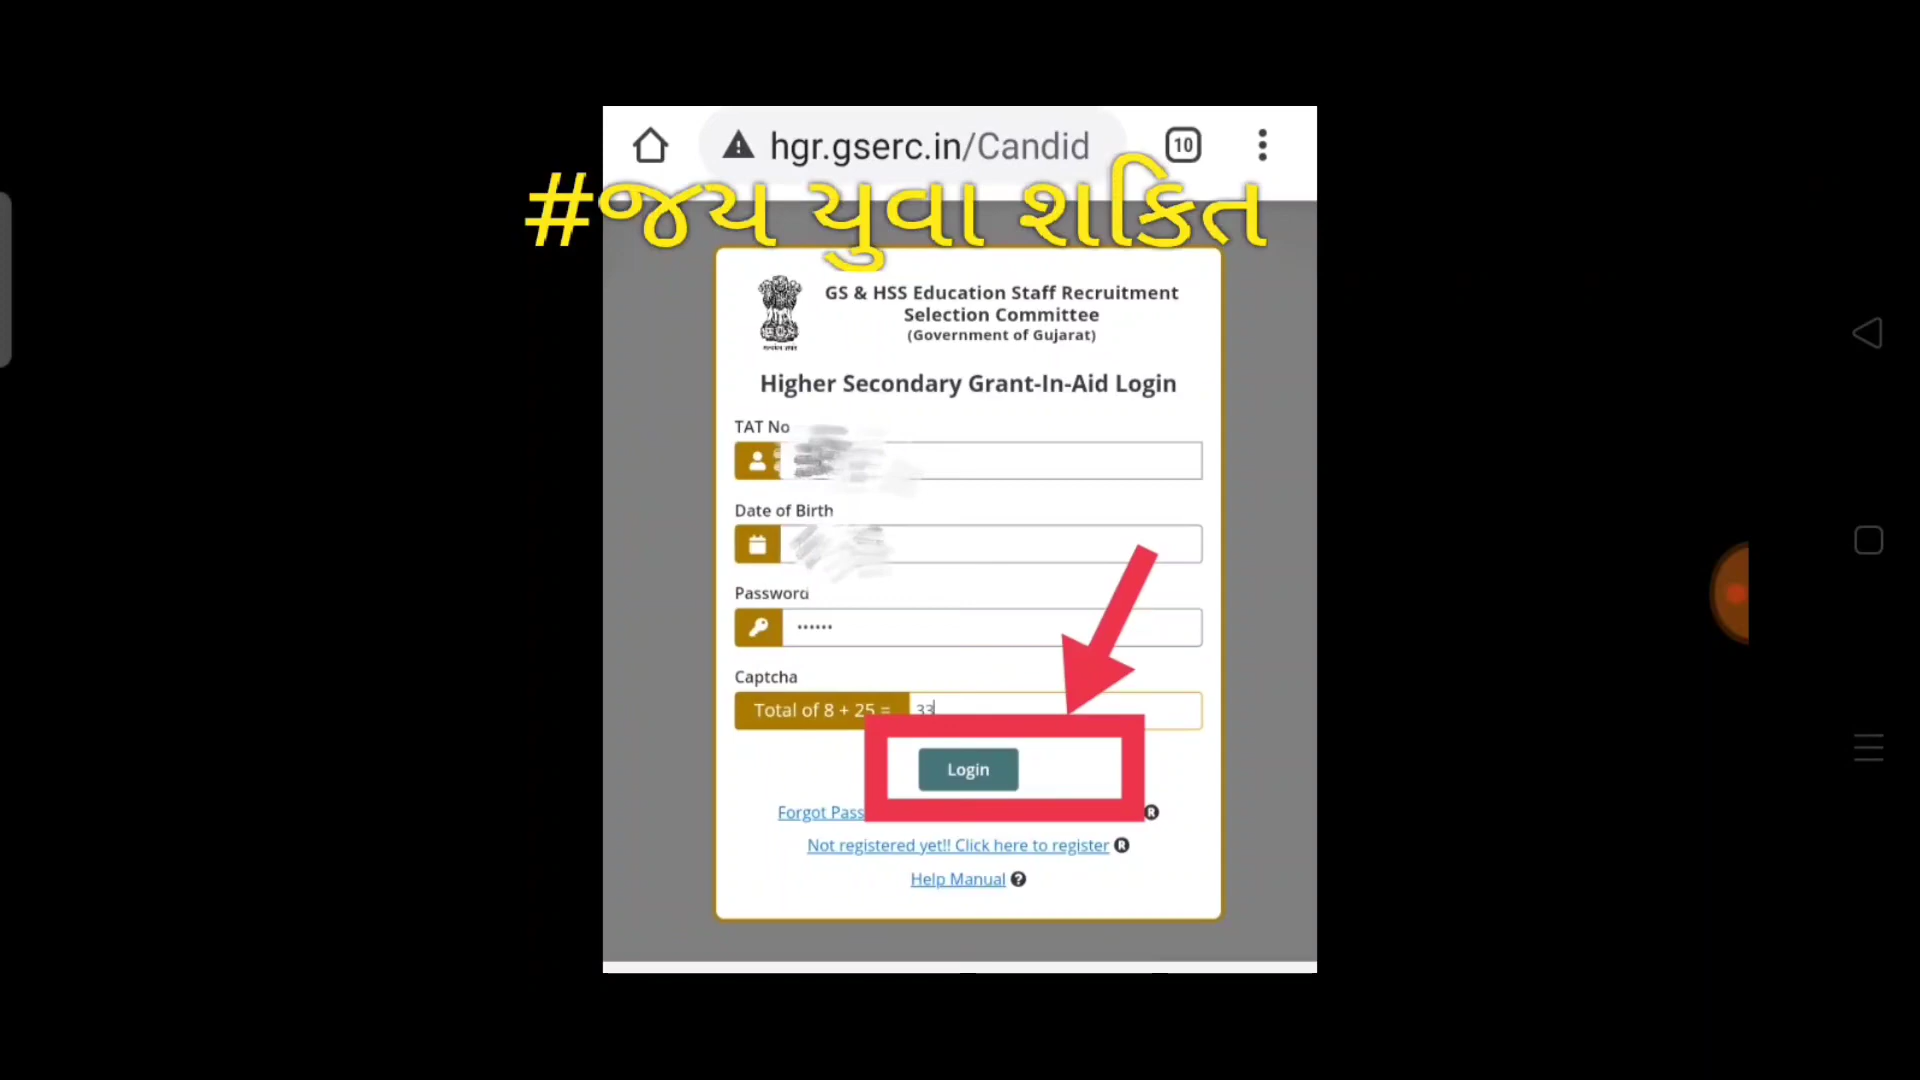 hgr.gserc.in/Candid
10
#જય યુવા શકિત
GS & HSS Education Staff Recruitment
Selection Committee
(Government of Gujarat)
Higher Secondary Grant-In-Aid Login
TAT No
Date of Birth
Password
Captcha
Total of 8 + 25 = 33
Login
Forgot Pass
Not registered yet!! Click here to register
Help Manual